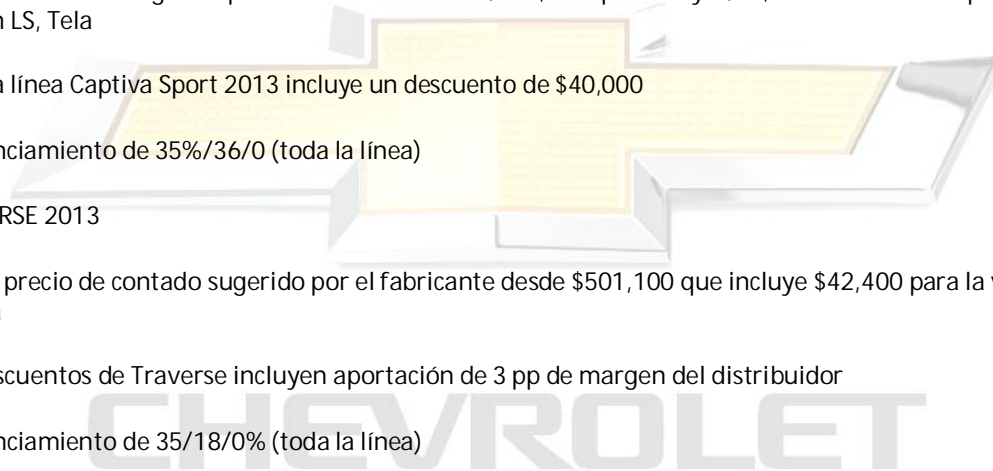 n LS, Tela
a línea Captiva Sport 2013 incluye un descuento de $40,000
nciamiento de 35%/36/0 (toda la línea)
RSE 2013
precio de contado sugerido por el fabricante desde $501,100 que incluye $42,400 para la v
scuentos de Traverse incluyen aportación de 3 pp de margen del distribuidor
CHEVROLET
nciamiento de 35/18/0% (toda la línea)